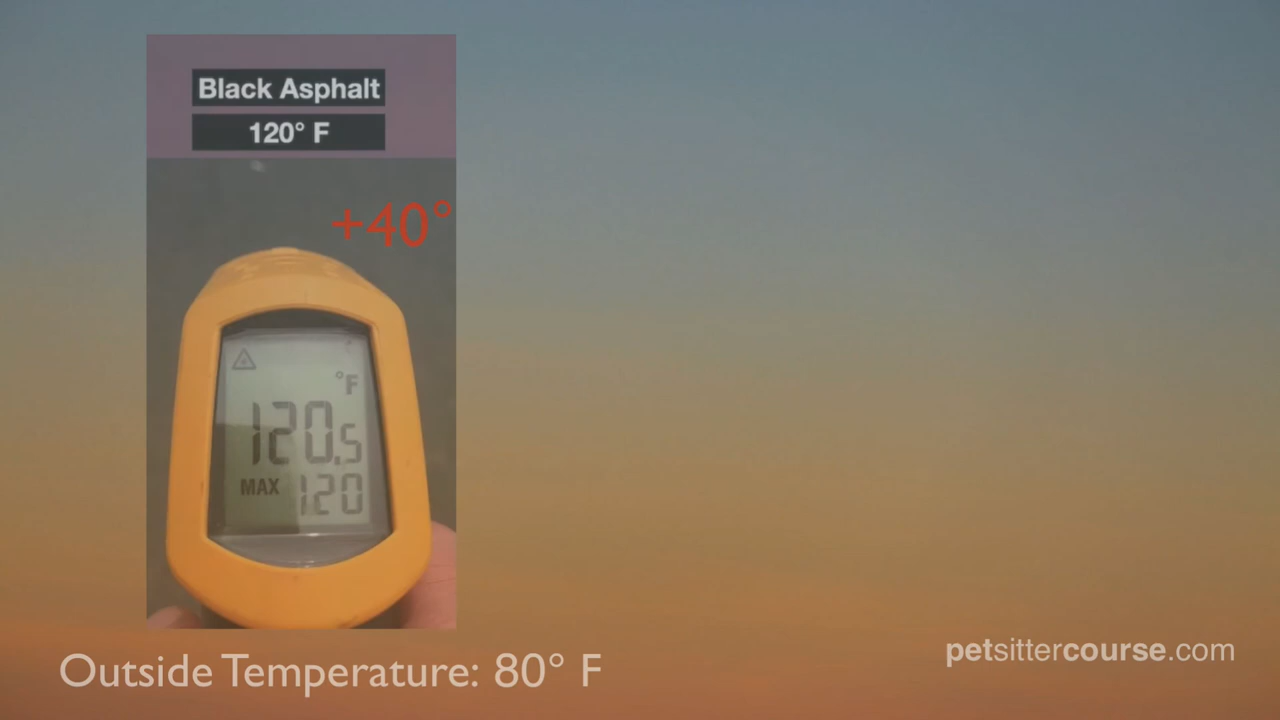 Black Asphalt
120° F
+40°
°F
120.5
MAX 120
Outside Temperature: 80° F
petsittercourse.com